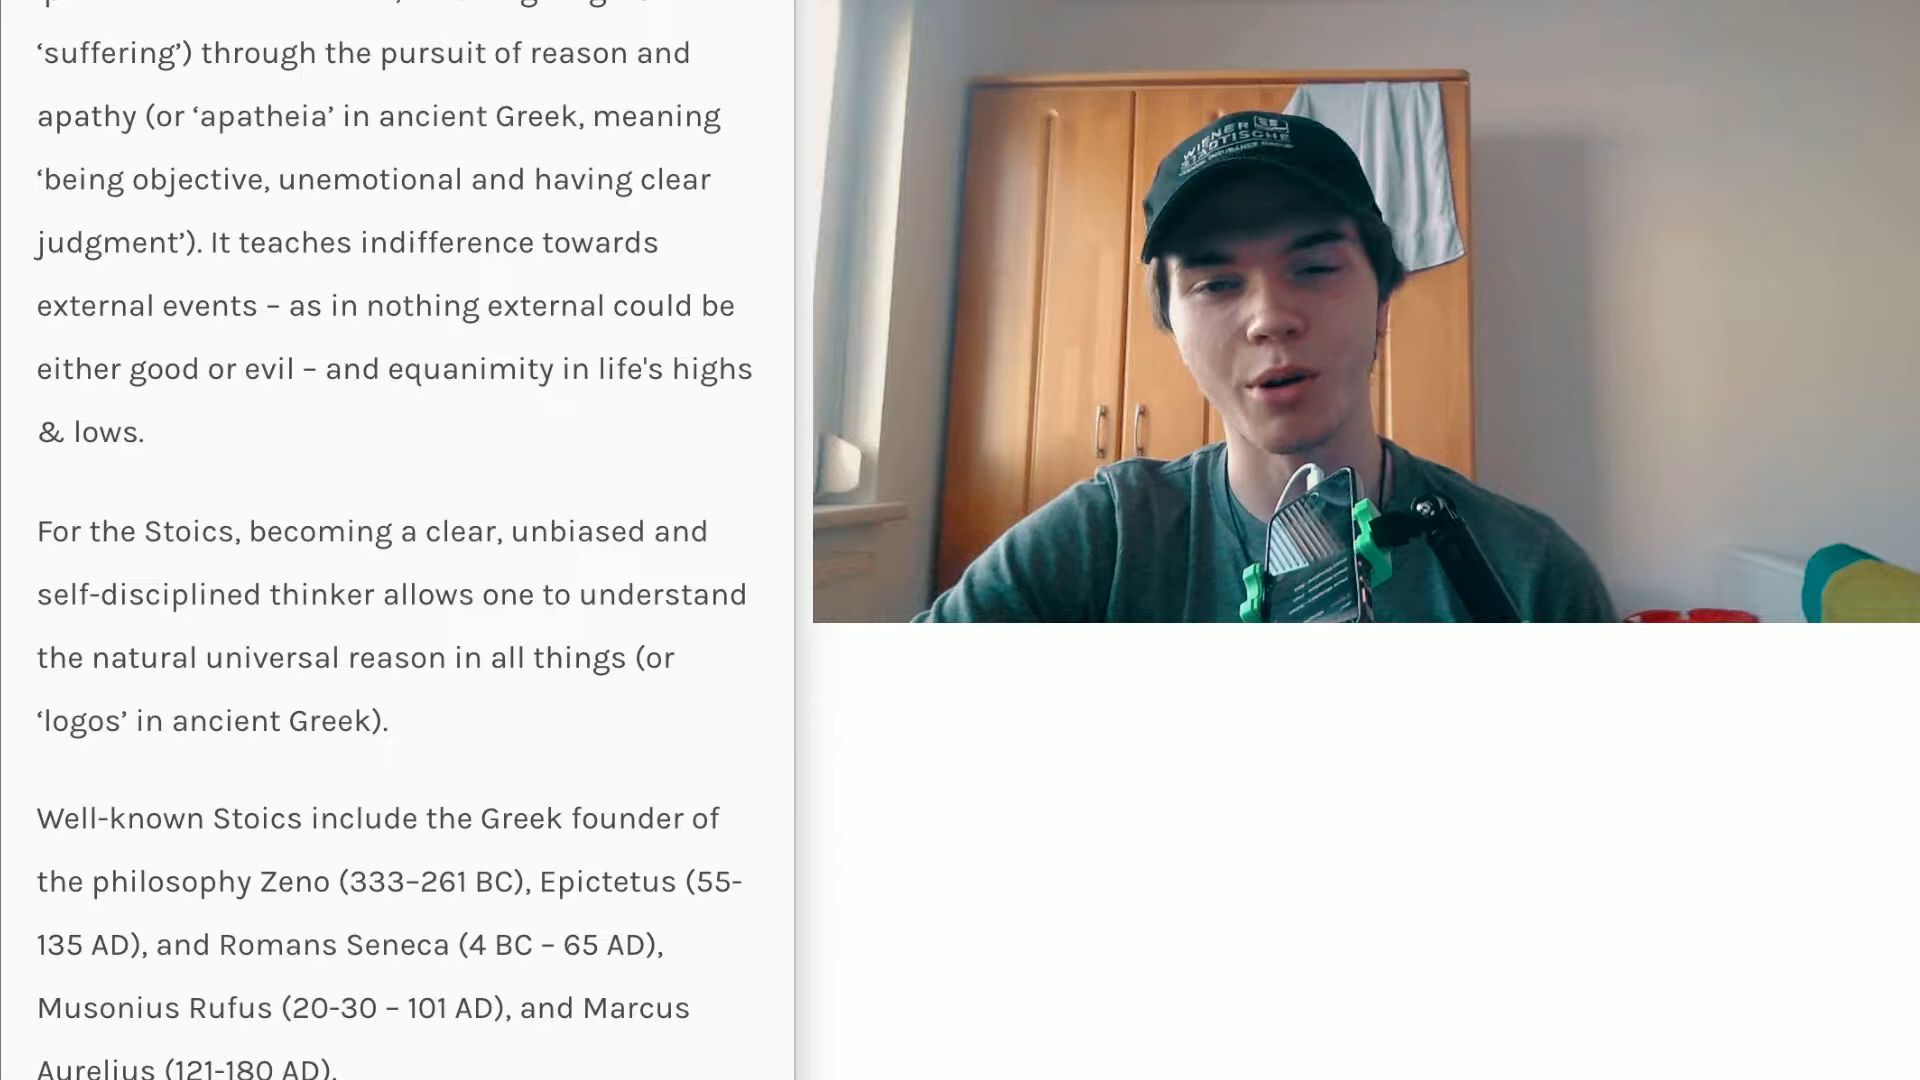 ‘suffering’) through the pursuit of reason and
apathy (or ‘apatheia’ in ancient Greek, meaning
‘being objective, unemotional and having clear
judgment’). It teaches indifference towards
external events – as in nothing external could be
either good or evil – and equanimity in life's highs
& lows.
For the Stoics, becoming a clear, unbiased and
self-disciplined thinker allows one to understand
the natural universal reason in all things (or
‘logos’ in ancient Greek).
Well-known Stoics include the Greek founder of
the philosophy Zeno (333–261 BC), Epictetus (55-
135 AD), and Romans Seneca (4 BC – 65 AD),
Musonius Rufus (20-30 – 101 AD), and Marcus
Aurelius (121-180 AD).
WIENER
STÄDTISCHE